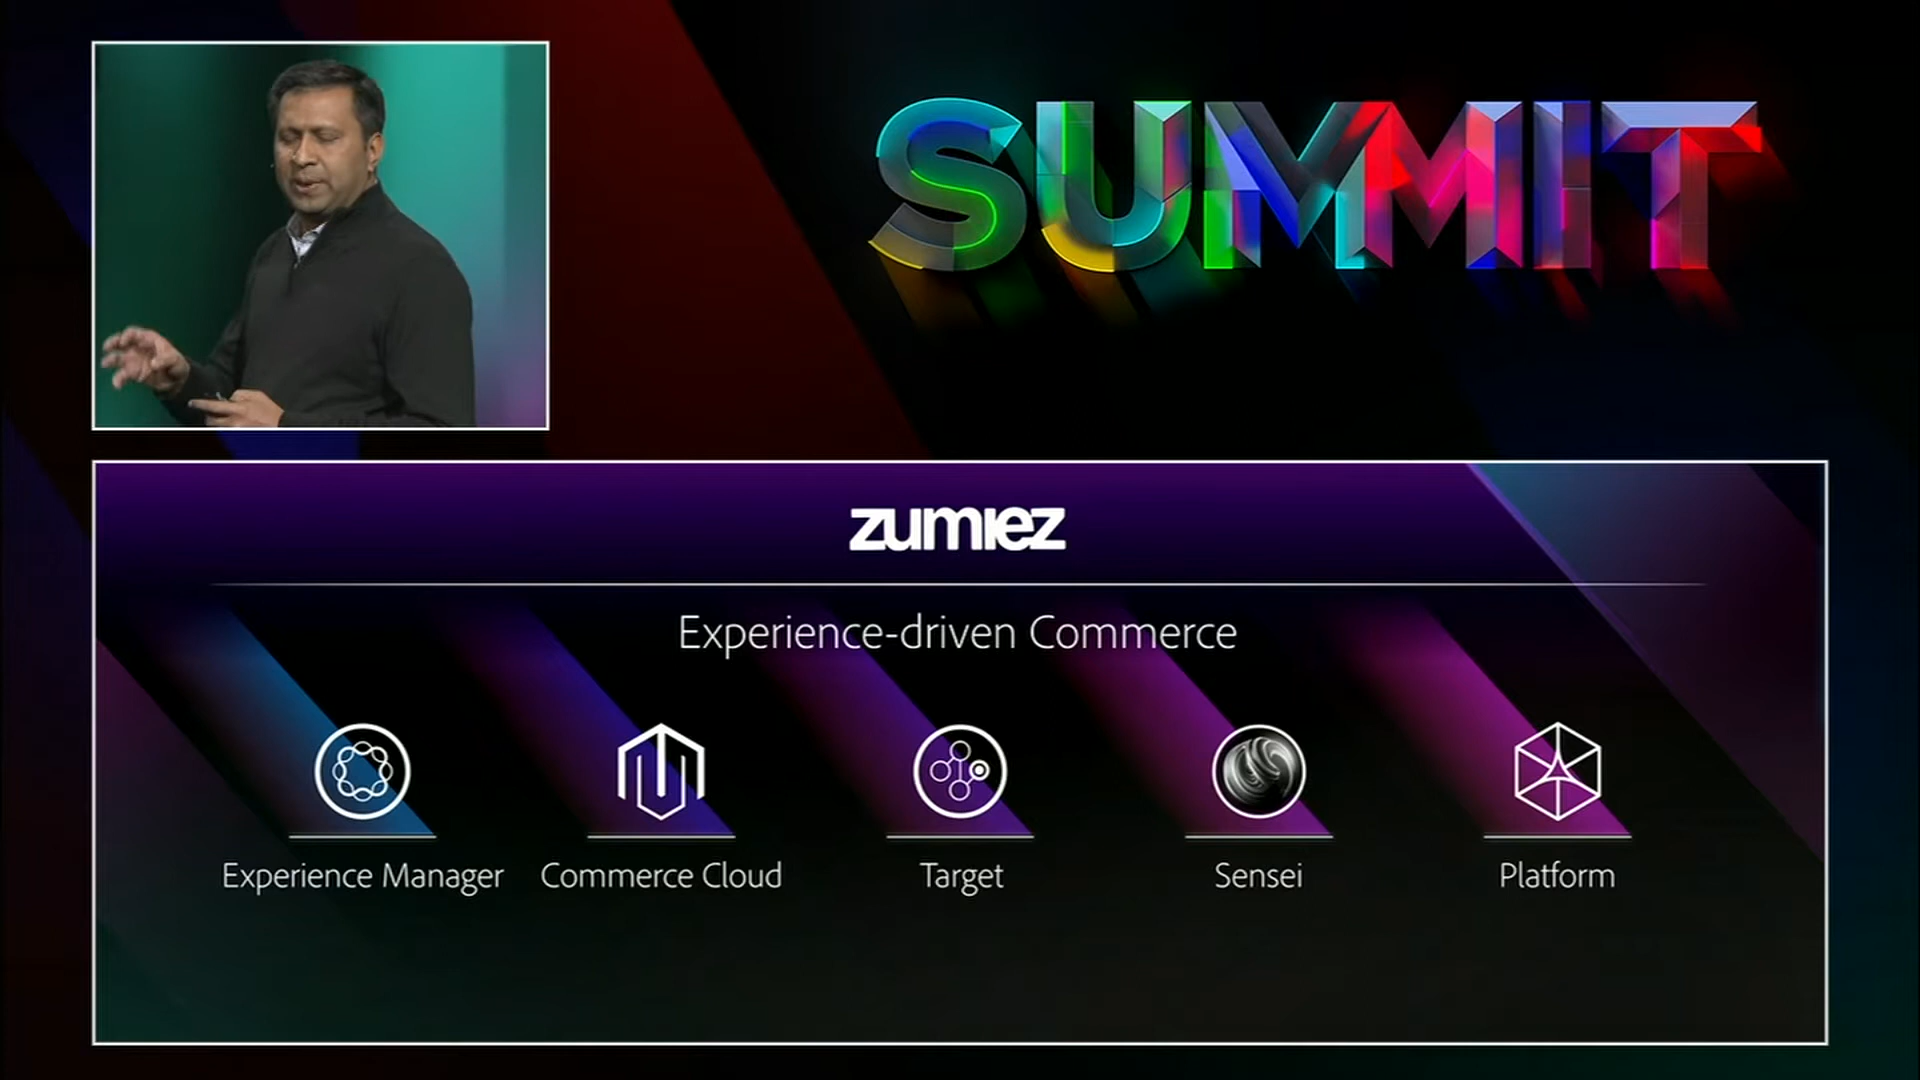 SUMMIT
zumiez
Experience-driven Commerce
Experience Manager
Commerce Cloud
Target
Sensei
Platform